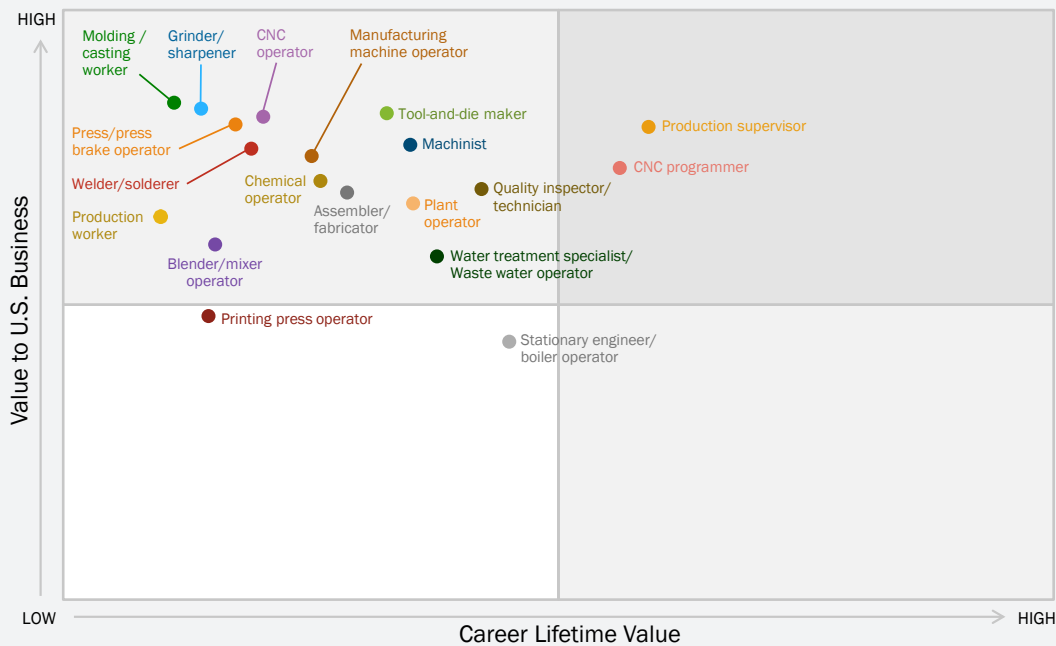 HIGH
Molding /
casting
worker
Grinder/
sharpener
CNC
operator
Manufacturing
machine operator
Tool-and-die maker
Production supervisor
Press/press
brake operator
Machinist
CNC programmer
Welder/solderer
Chemical
operator
Quality inspector/
technician
Assembler/
fabricator
Plant
operator
Production
worker
Blender/mixer
operator
Water treatment specialist/
Waste water operator
Printing press operator
Stationary engineer/
boiler operator
Value to U.S. Business
LOW
HIGH
Career Lifetime Value